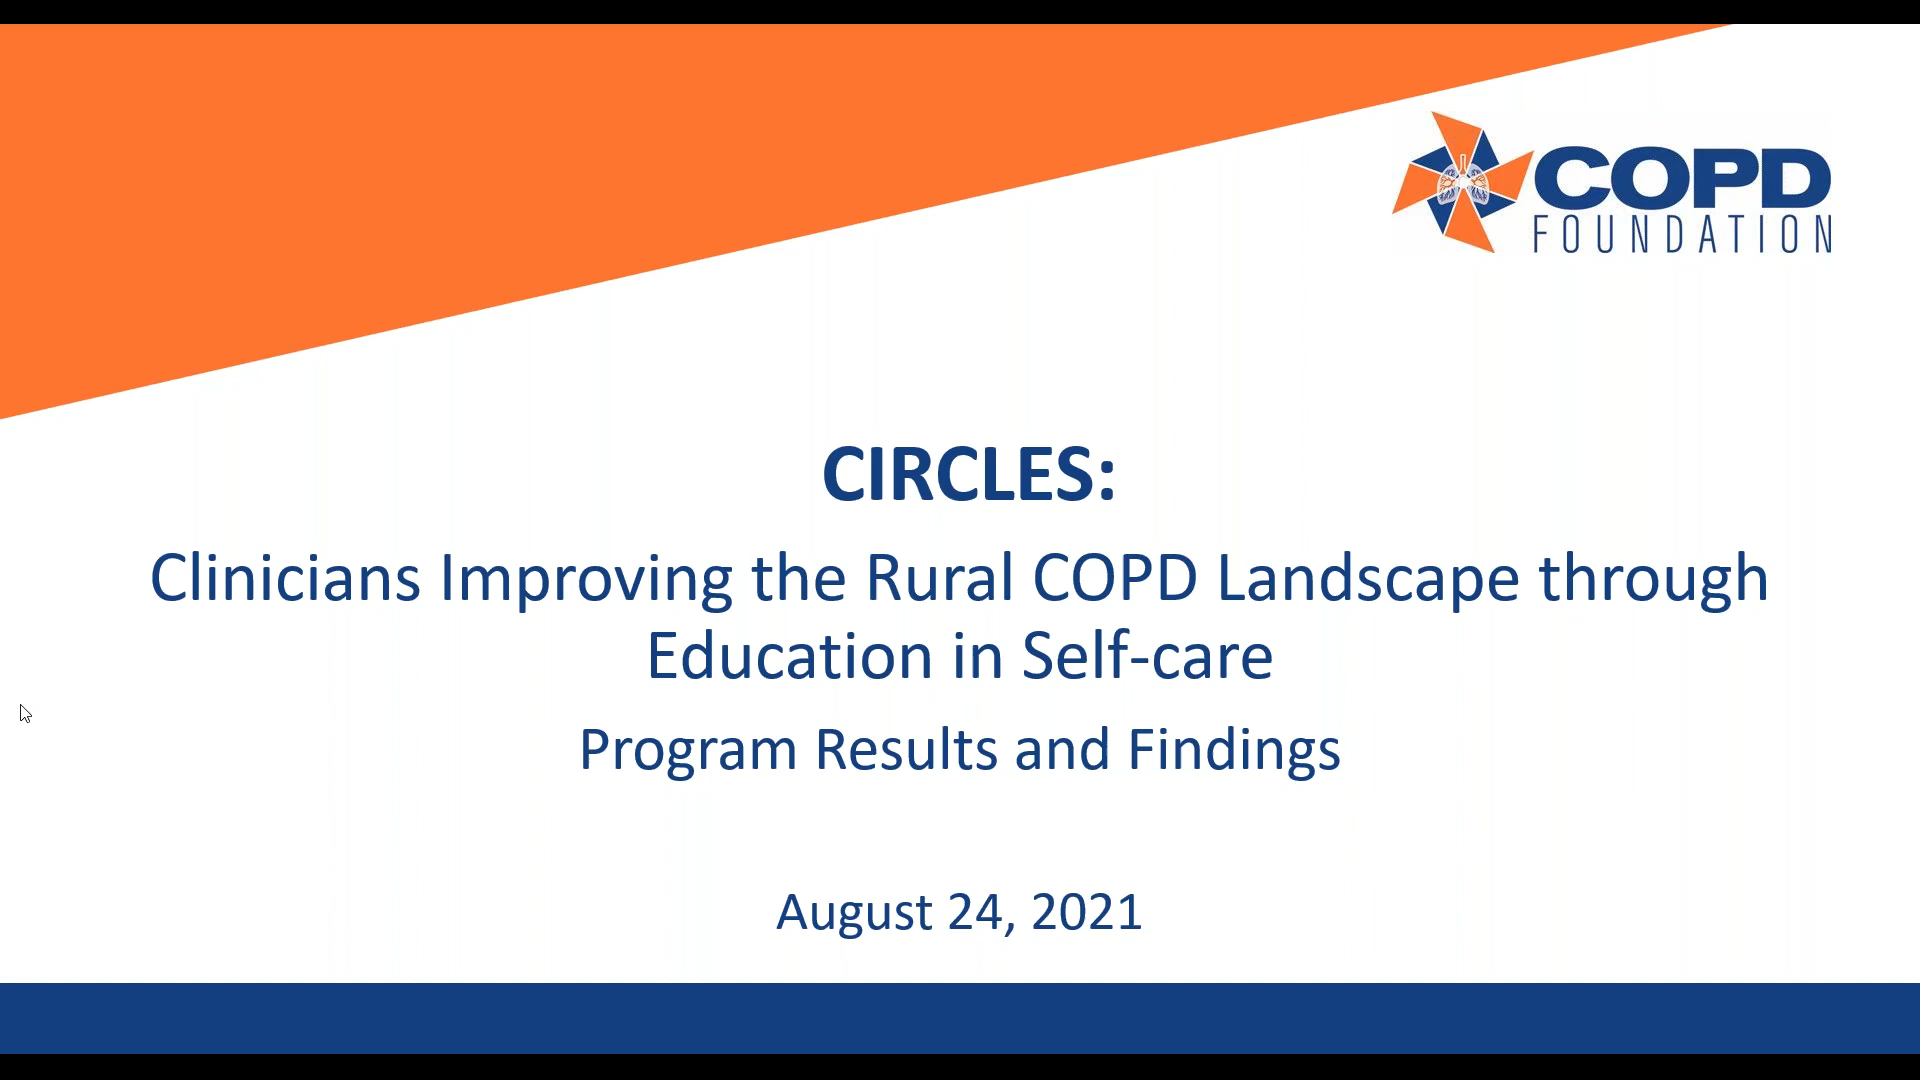 COPD
FOUNDATION
CIRCLES:
Clinicians Improving the Rural COPD Landscape through
Education in Self-care
Program Results and Findings
August 24, 2021